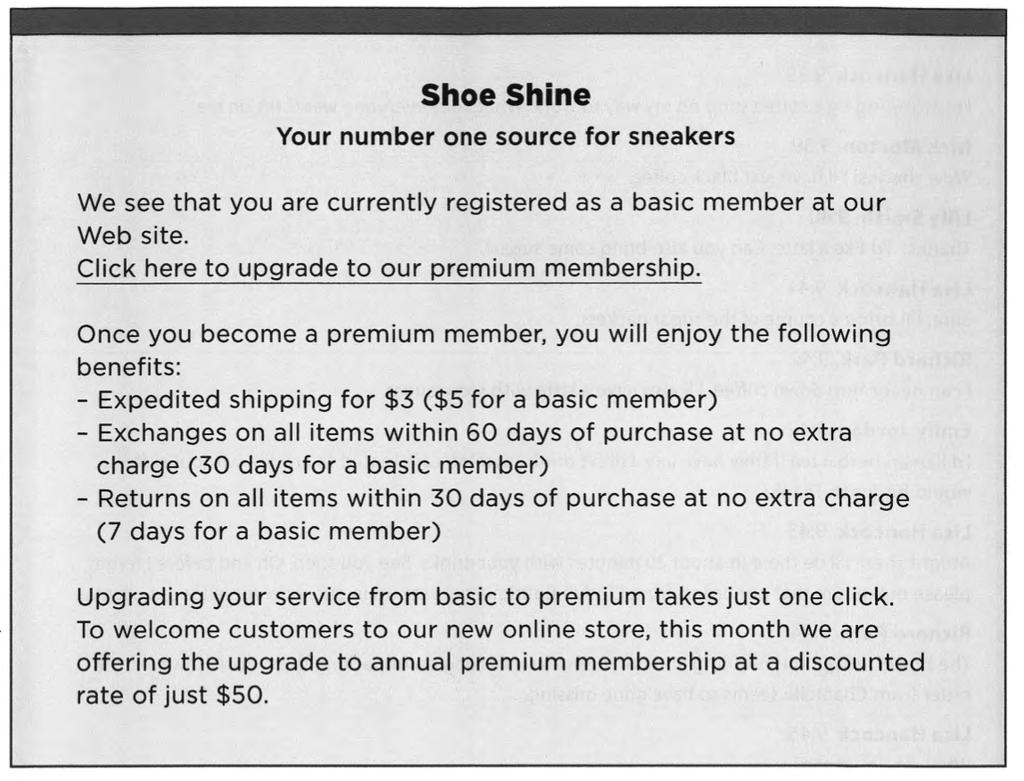 Shoe Shine
Your number one source for sneakers
We see that you are currently registered as a basic member at our
Web site.
Click here to upgrade to our premium membership.
Once you become a premium member, you will enjoy the following
benefits:
- Expedited shipping for $3 ($5 for a basic member)
- Exchanges on all items within 60 days of purchase at no extra
charge (30 days for a basic member)
- Returns on all items within 30 days of purchase at no extra charge
(7 days for a basic member)
Upgrading your service from basic to premium takes just one click.
To welcome customers to our new online store, this month we are
offering the upgrade to annual premium membership at a discounted
rate of just $50.